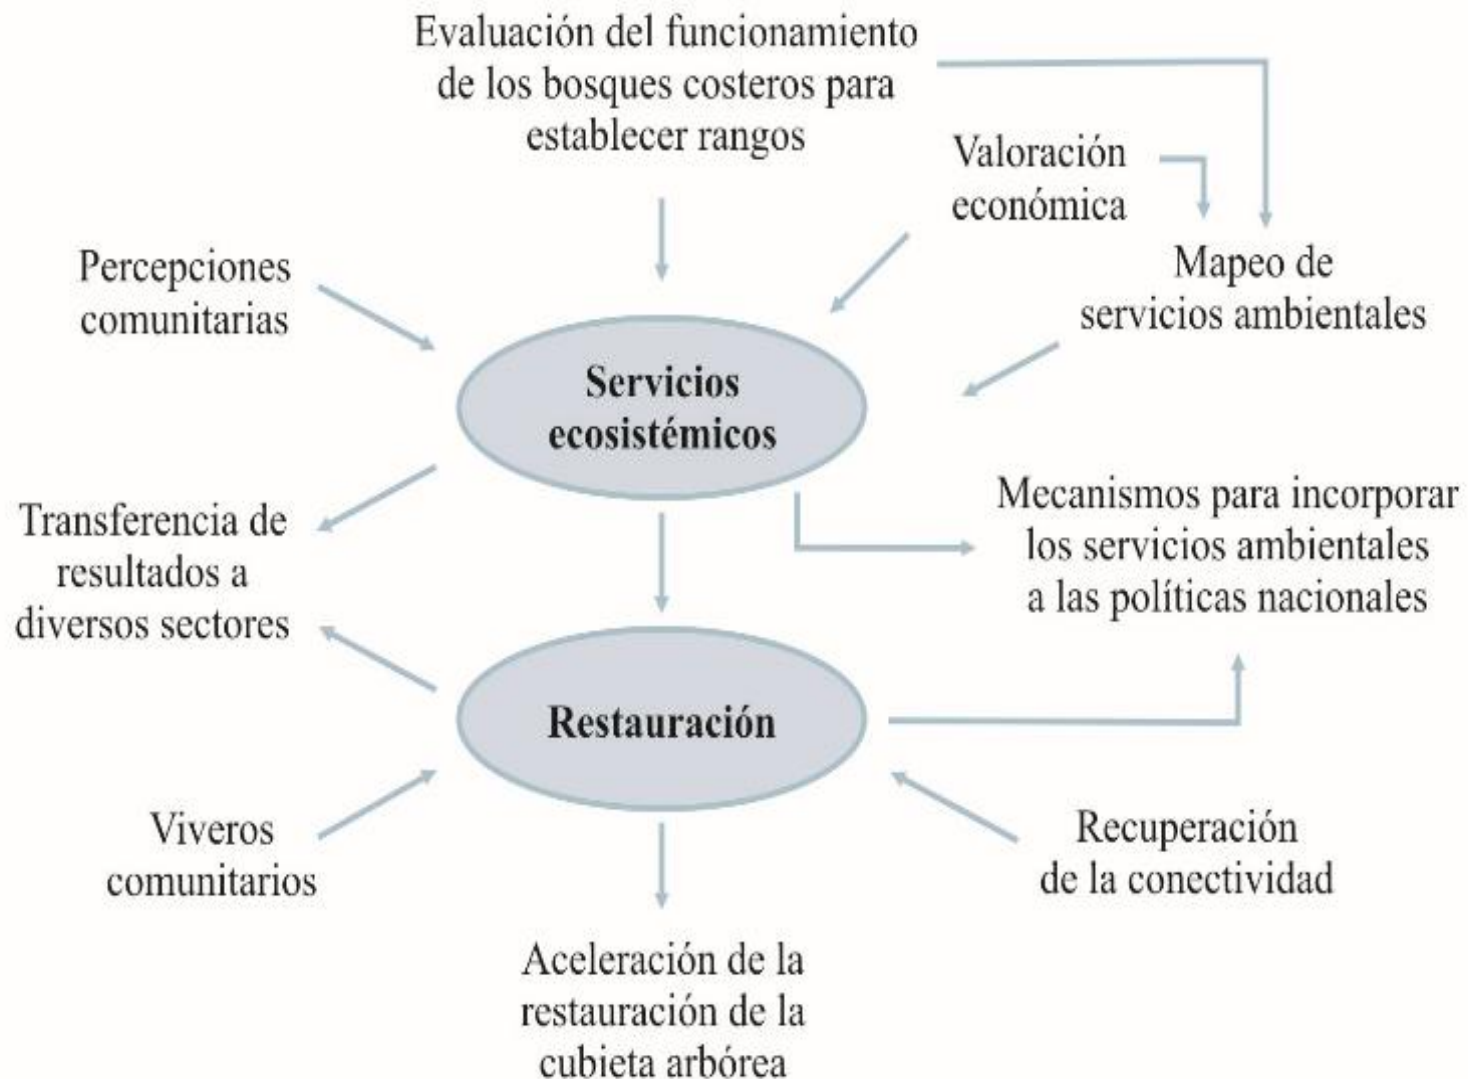 Evaluación del funcionamiento
de los bosques costeros para
establecer rangos
Valoración
económica
Percepciones
comunitarias
Mapeo de
servicios ambientales
Servicios
ecosistémicos
Transferencia de
resultados a
diversos sectores
Mecanismos para incorporar
los servicios ambientales
a las políticas nacionales
Restauración
Viveros
comunitarios
Recuperación
de la conectividad
Aceleración de la
restauración de la
cubieta arbórea